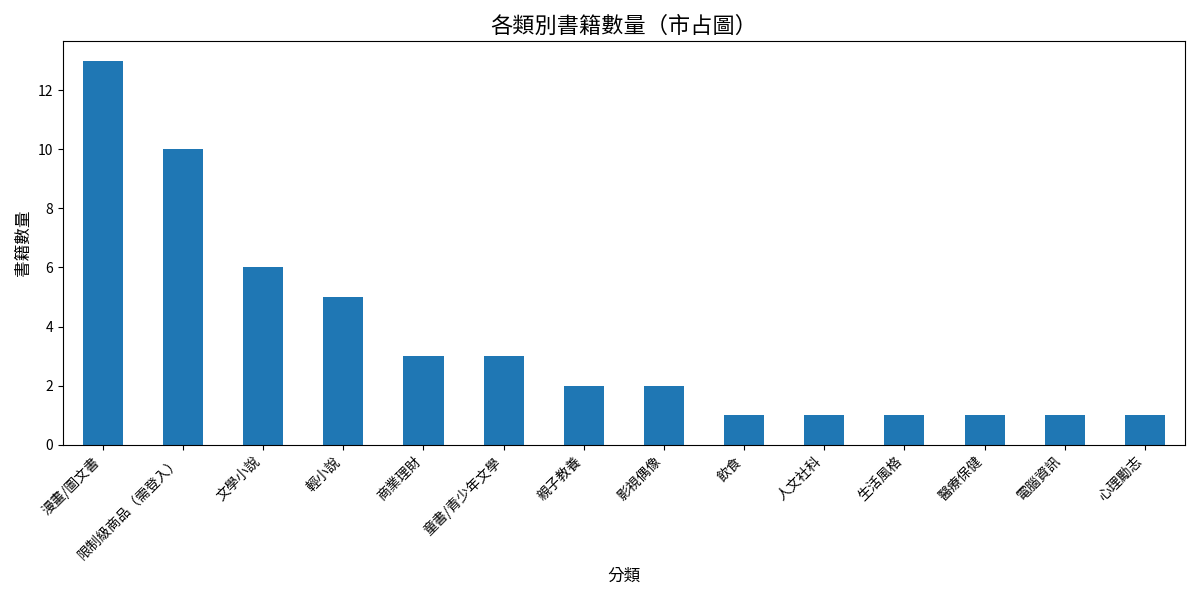 各類別書籍數量（市占圖）
書籍數量
12
10
8
6
4
2
0
漫畫/圖文書
限制級商品（需登入）
文學小說
輕小說
商業理財
童書/青少年文學
親子教養
影視偶像
飲食
人文社科
生活風格
醫療保健
電腦資訊
心理勵志
分類